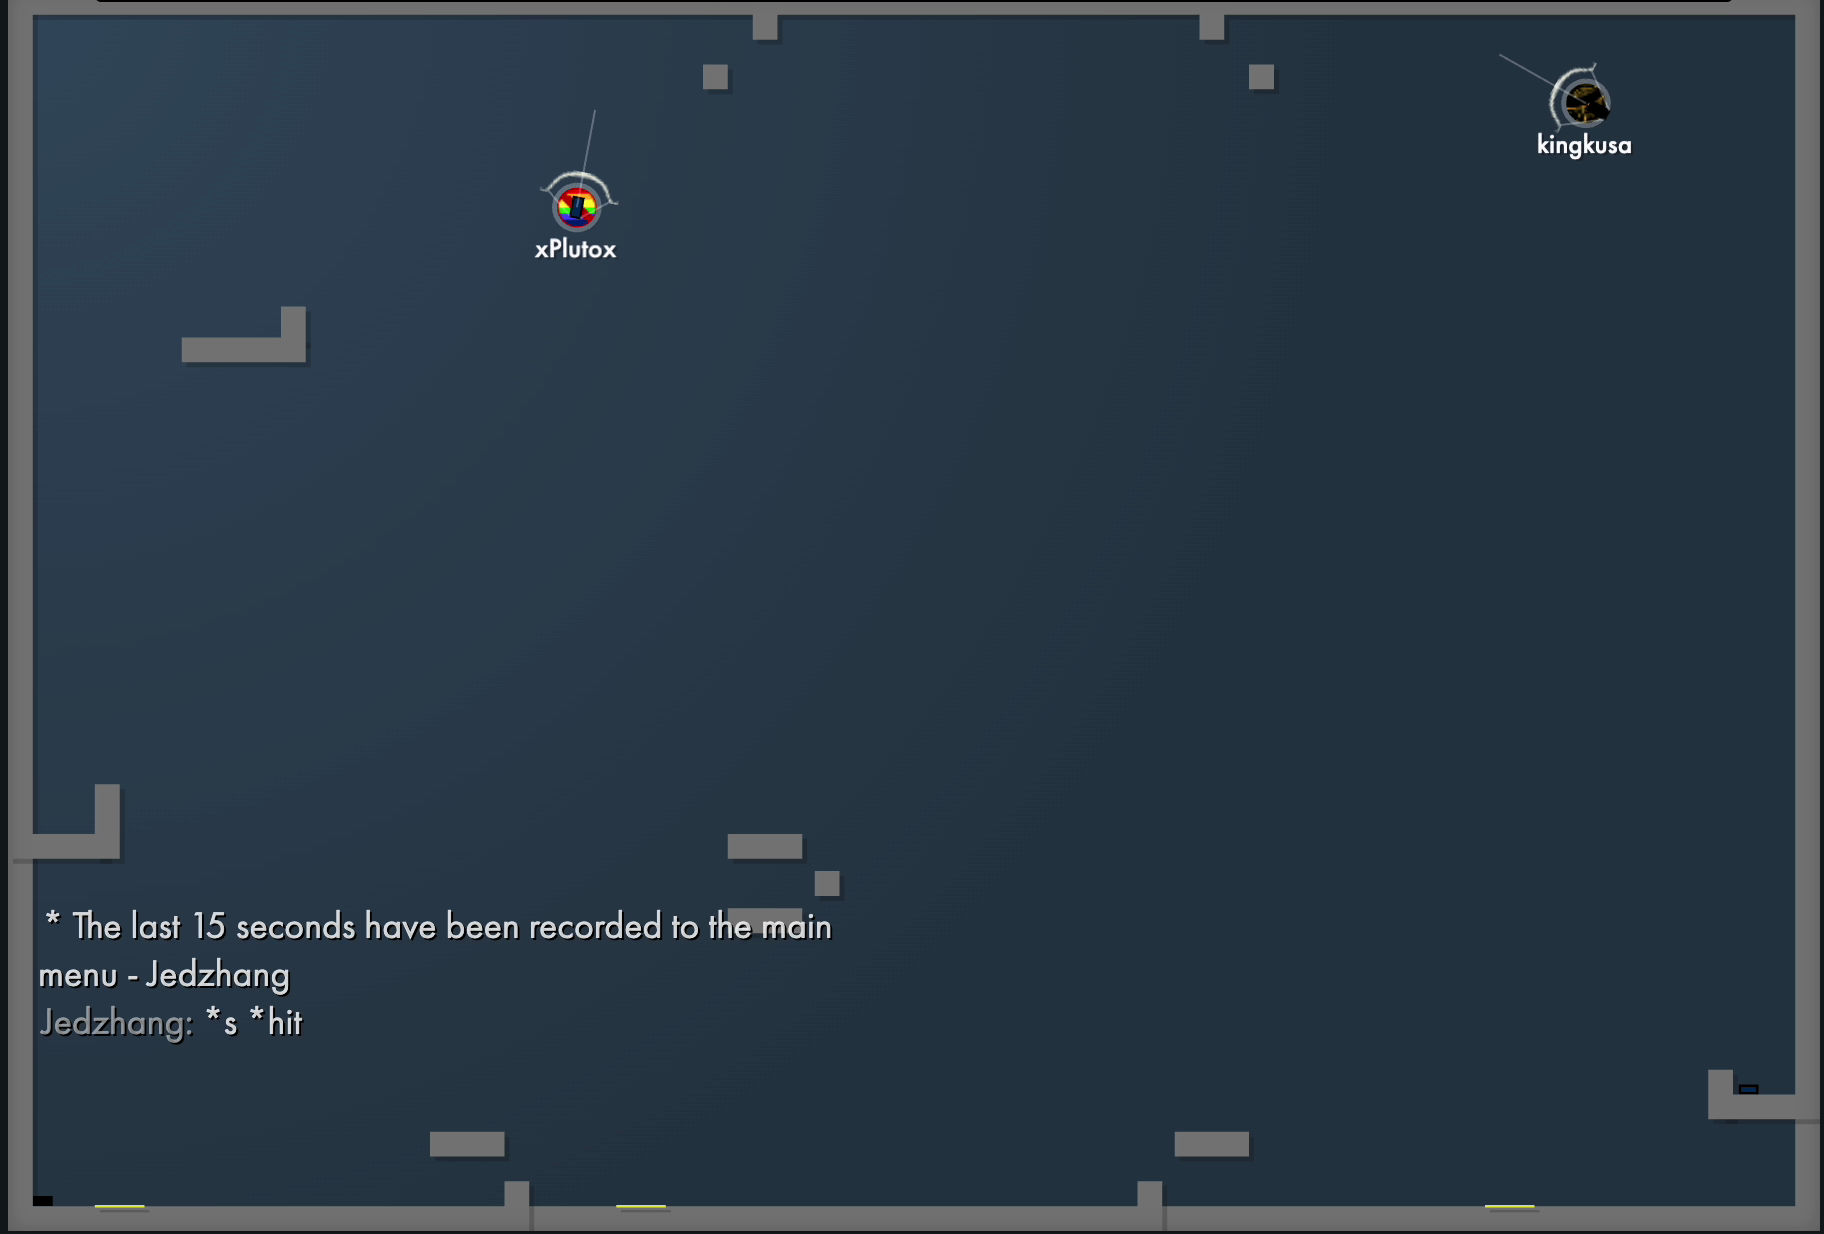 kingkusa
xPlutox
* The last 15 seconds have been recorded to the main
menu - Jedzhang
Jedzhang: *s *hit